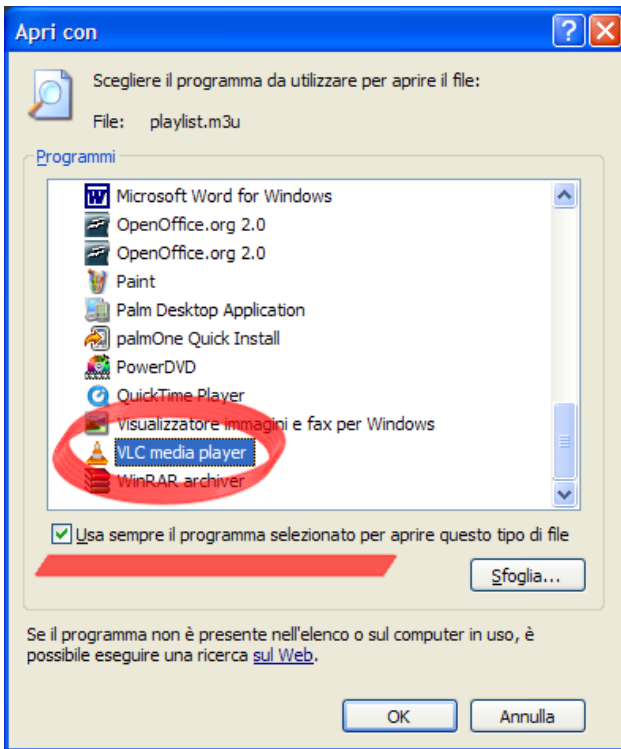 Apri con
Scegliere il programma da utilizzare per aprire il file:
File: playlist.m3u
Programmi
Microsoft Word for Windows
OpenOffice.org 2.0
OpenOffice.org 2.0
Paint
Palm Desktop Application
palmOne Quick Install
PowerDVD
QuickTime Player
Visualizzatore immagini e fax per Windows
VLC media player
WinRAR archiver
Usa sempre il programma selezionato per aprire questo tipo di file
Sfoglia...
Se il programma non è presente nell'elenco o sul computer in uso, è
possibile eseguire una ricerca sul Web.
OK Annulla